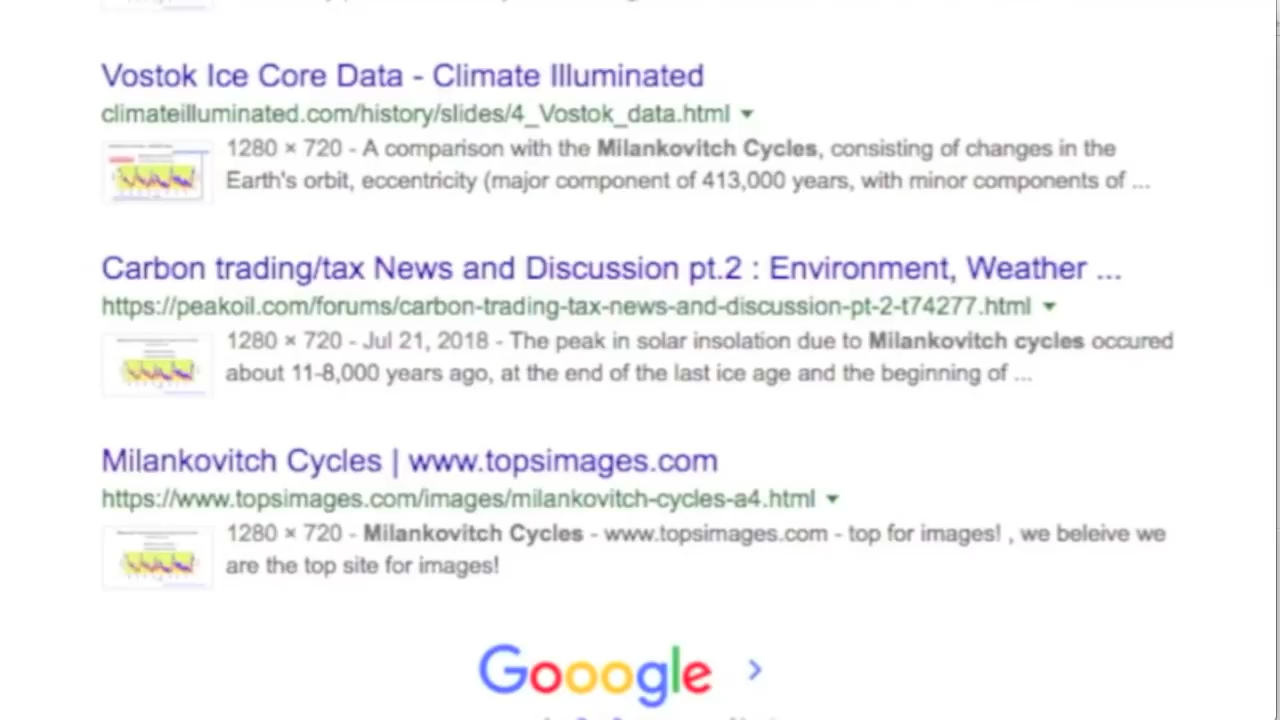 Vostok Ice Core Data - Climate Illuminated
climateilluminated.com/history/slides/4_Vostok_data.html
1280 × 720 - A comparison with the Milankovitch Cycles, consisting of changes in the
Earth's orbit, eccentricity (major component of 413,000 years, with minor components of ...
Carbon trading/tax News and Discussion pt.2 : Environment, Weather ...
https://peakoil.com/forums/carbon-trading-tax-news-and-discussion-pt-2-t74277.html
1280 × 720 - Jul 21, 2018 - The peak in solar insolation due to Milankovitch cycles occured
about 11-8,000 years ago, at the end of the last ice age and the beginning of ...
Milankovitch Cycles | www.topsimages.com
https://www.topsimages.com/images/milankovitch-cycles-a4.html
1280 × 720 - Milankovitch Cycles - www.topsimages.com - top for images! , we beleive we
are the top site for images!
Gooogle >